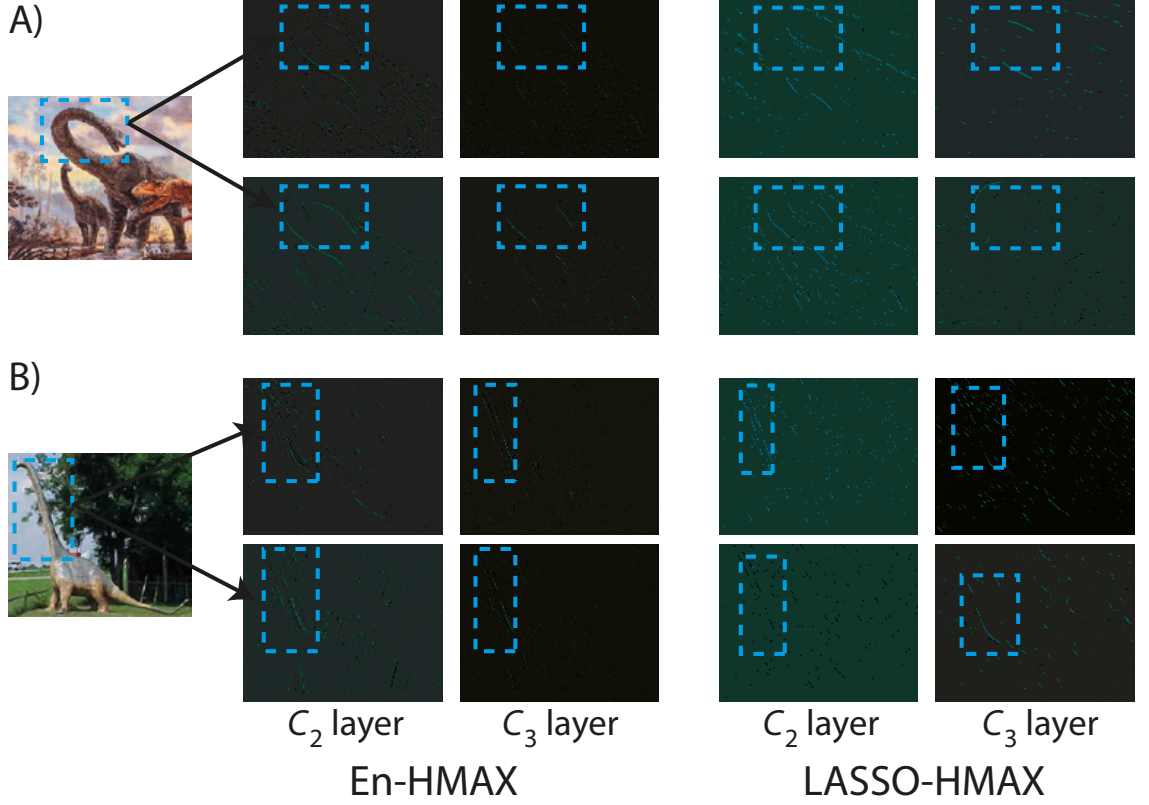 A)
B)
C₂ layer C₃ layer C₂ layer C₃ layer
En-HMAX LASSO-HMAX